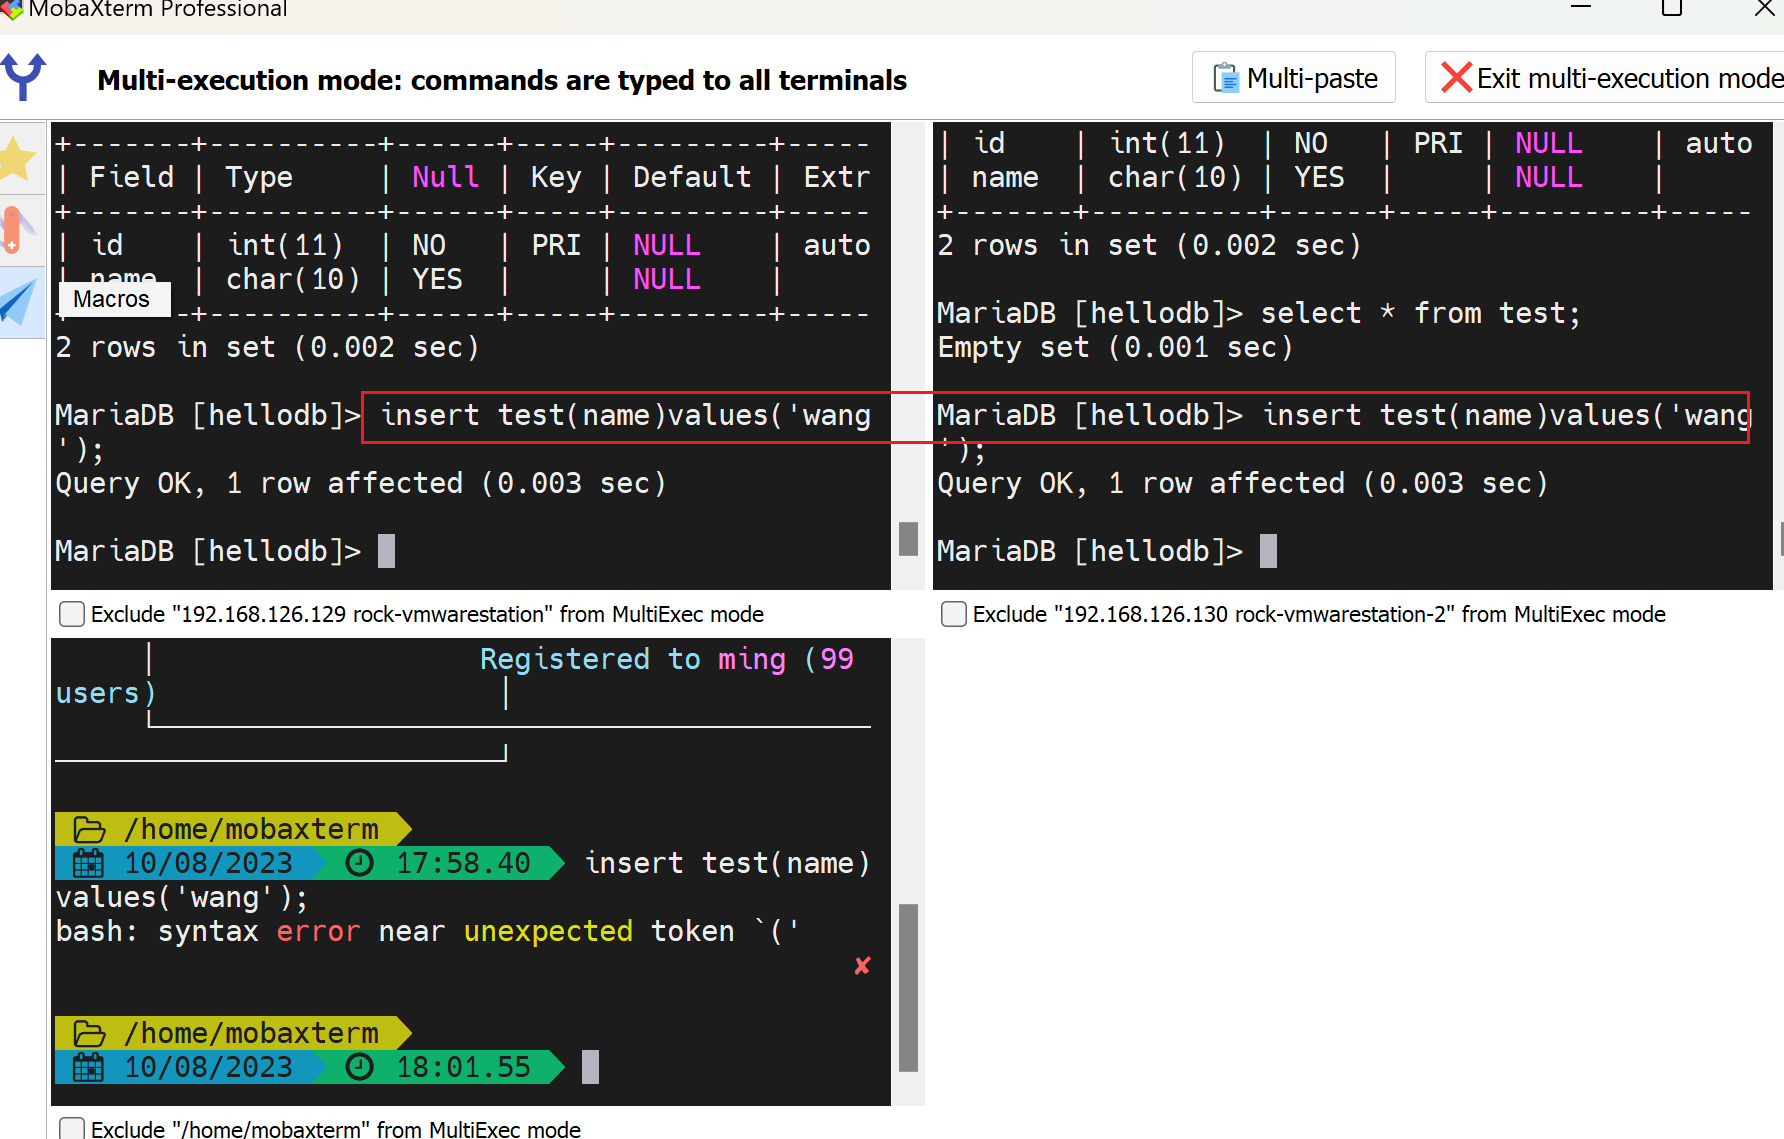 MobaXterm Professional
Multi-execution mode: commands are typed to all terminals
Multi-paste
Exit multi-execution mode
+-------+----------+------+-----+---------+-----
| Field | Type     | Null | Key | Default | Extr
+-------+----------+------+-----+---------+-----
| id    | int(11)  | NO   | PRI | NULL    | auto
| name  | char(10) | YES  |     | NULL    |
Macros
-+----------+------+-----+---------+-----
2 rows in set (0.002 sec)
MariaDB [hellodb]> insert test(name)values('wang
');
Query OK, 1 row affected (0.003 sec)
MariaDB [hellodb]>
Exclude "192.168.126.129 rock-vmwarestation" from MultiExec mode
| id    | int(11)  | NO   | PRI | NULL    | auto
| name  | char(10) | YES  |     | NULL    |
+-------+----------+------+-----+---------+-----
2 rows in set (0.002 sec)
MariaDB [hellodb]> select * from test;
Empty set (0.001 sec)
MariaDB [hellodb]> insert test(name)values('wang
');
Query OK, 1 row affected (0.003 sec)
MariaDB [hellodb]>
Exclude "192.168.126.130 rock-vmwarestation-2" from MultiExec mode
Registered to ming (99
users)
/home/mobaxterm
10/08/2023 17:58.40 insert test(name)
values('wang');
bash: syntax error near unexpected token `('
✘
/home/mobaxterm
10/08/2023 18:01.55
Exclude "/home/mobaxterm" from MultiExec mode